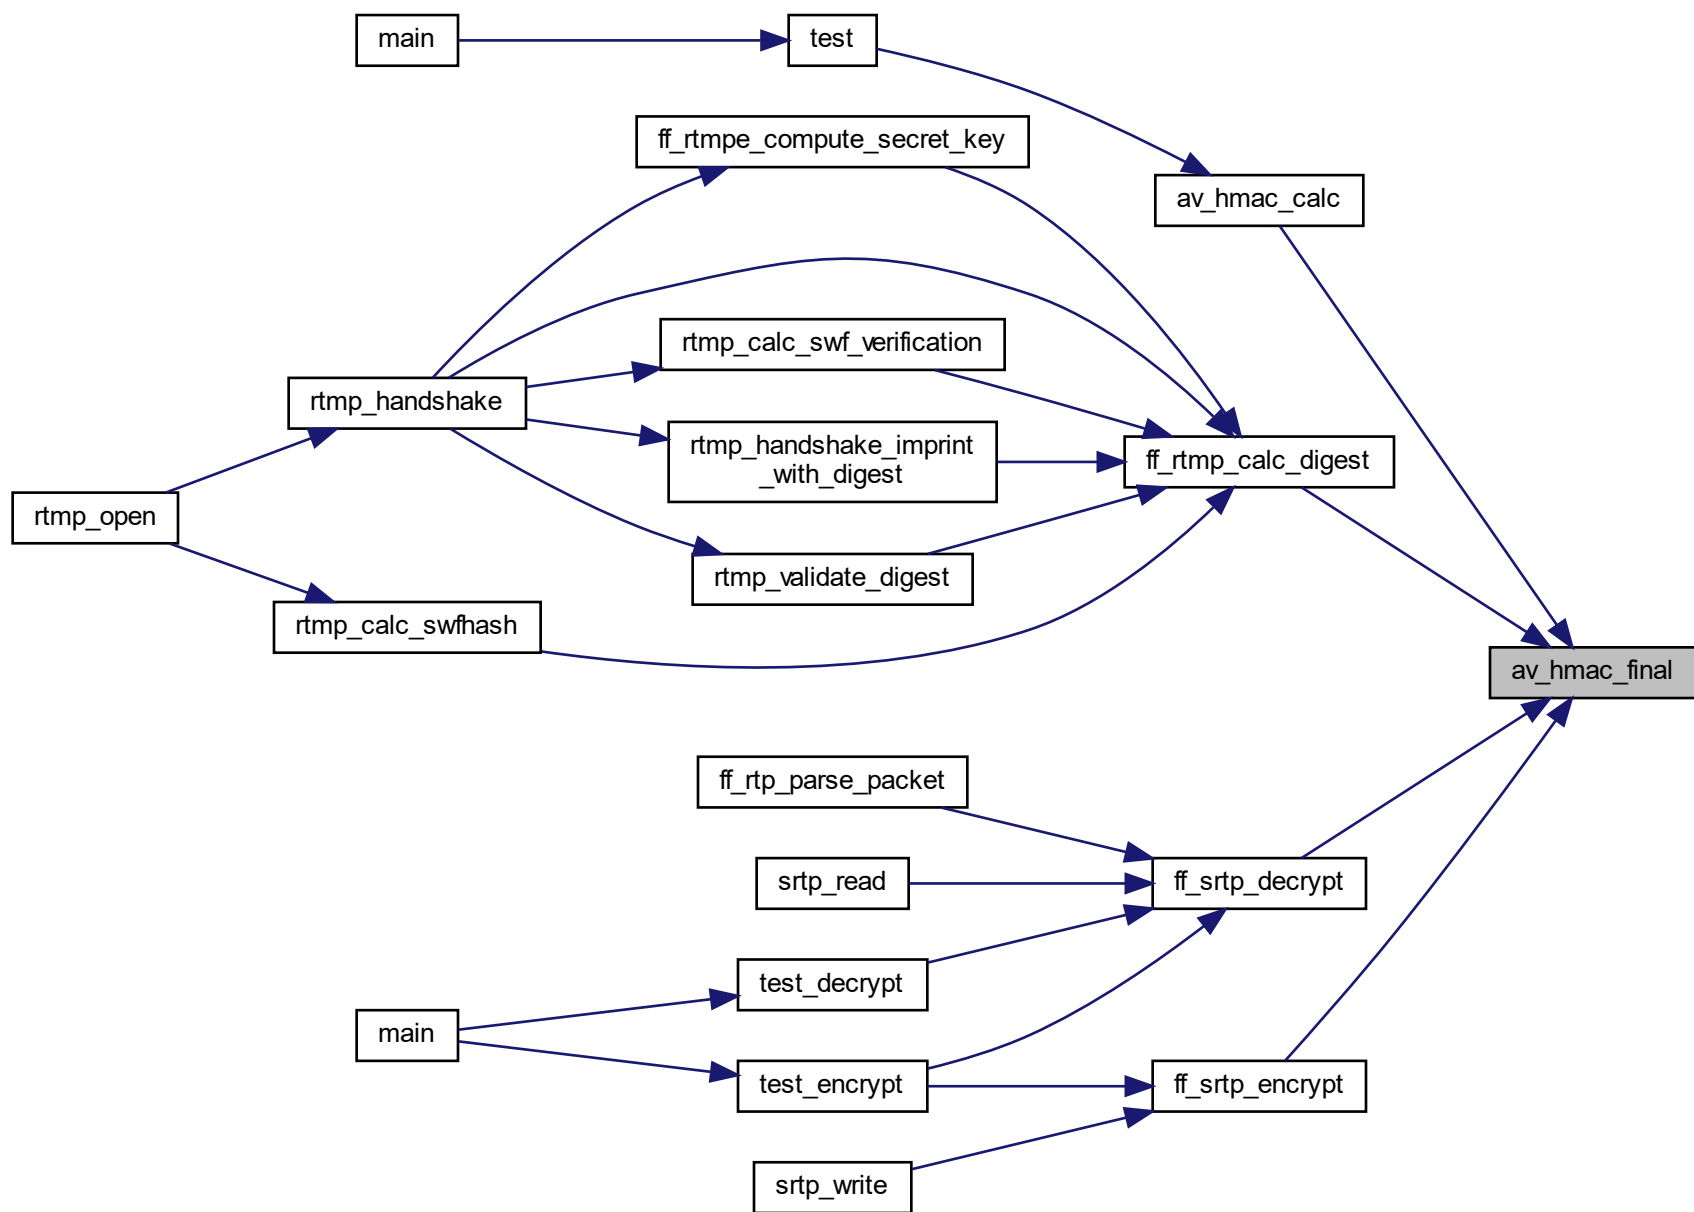 main
test
ff_rtmpe_compute_secret_key
av_hmac_calc
rtmp_calc_swf_verification
rtmp_handshake
rtmp_handshake_imprint
_with_digest
ff_rtmp_calc_digest
rtmp_open
rtmp_validate_digest
rtmp_calc_swfhash
av_hmac_final
ff_rtp_parse_packet
srtp_read
ff_srtp_decrypt
test_decrypt
main
test_encrypt
ff_srtp_encrypt
srtp_write